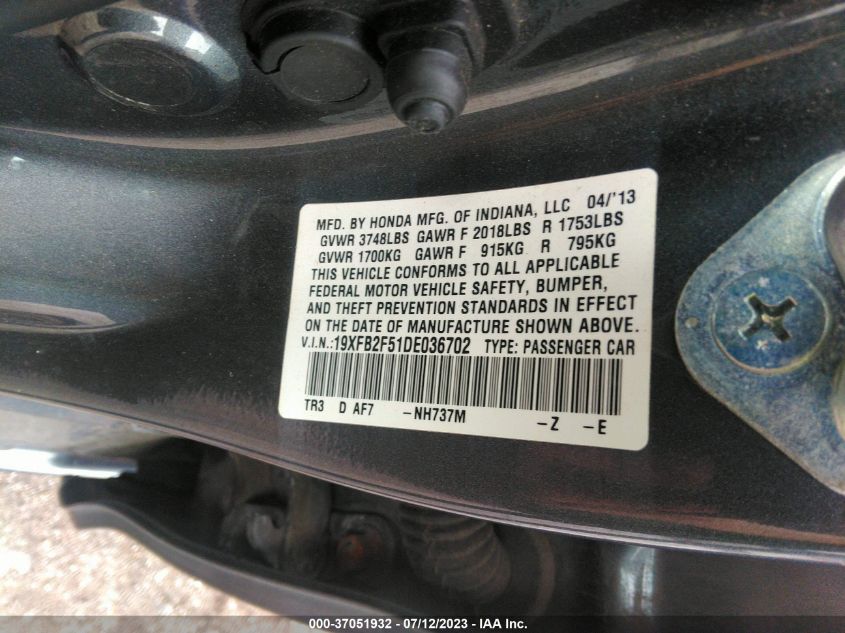 MFD. BY HONDA MFG. OF INDIANA, LLC 04/'13
GVWR 3748LBS GAWR F 2018LBS R 1753LBS
GVWR 1700KG GAWR F 915KG R 795KG
THIS VEHICLE CONFORMS TO ALL APPLICABLE
FEDERAL MOTOR VEHICLE SAFETY, BUMPER,
AND THEFT PREVENTION STANDARDS IN EFFECT
ON THE DATE OF MANUFACTURE SHOWN ABOVE.
V.I.N.:19XFB2F51DE036702 TYPE: PASSENGER CAR
TR3 D AF7 -NH737M -Z -E
000-37051932 - 07/12/2023 - IAA Inc.